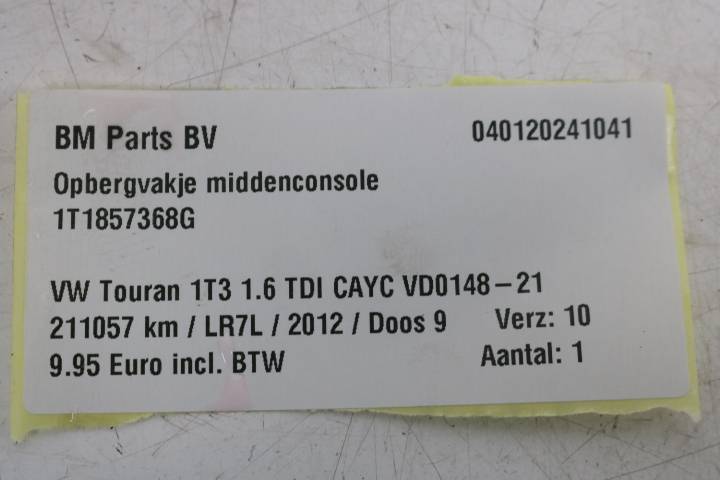 BM Parts BV 040120241041
Opbergvakje middenconsole
1T1857368G
VW Touran 1T3 1.6 TDI CAYC VD0148-21
211057 km / LR7L / 2012 / Doos 9 Verz: 10
9.95 Euro incl. BTW Aantal: 1